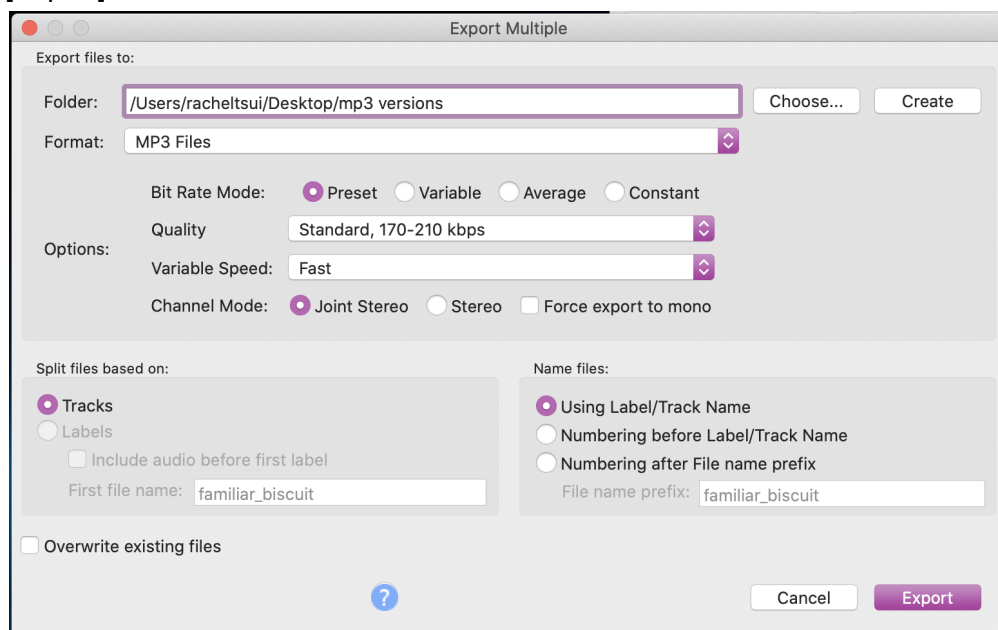 Export Multiple
Export files to:
Folder: /Users/racheltsui/Desktop/mp3 versions Choose... Create
Format: MP3 Files
Bit Rate Mode: Preset Variable Average Constant
Quality Standard, 170-210 kbps
Options:
Variable Speed: Fast
Channel Mode: Joint Stereo Stereo Force export to mono
Split files based on:
Tracks
Labels
Include audio before first label
First file name: familiar_biscuit
Name files:
Using Label/Track Name
Numbering before Label/Track Name
Numbering after File name prefix
File name prefix: familiar_biscuit
Overwrite existing files
? Cancel Export